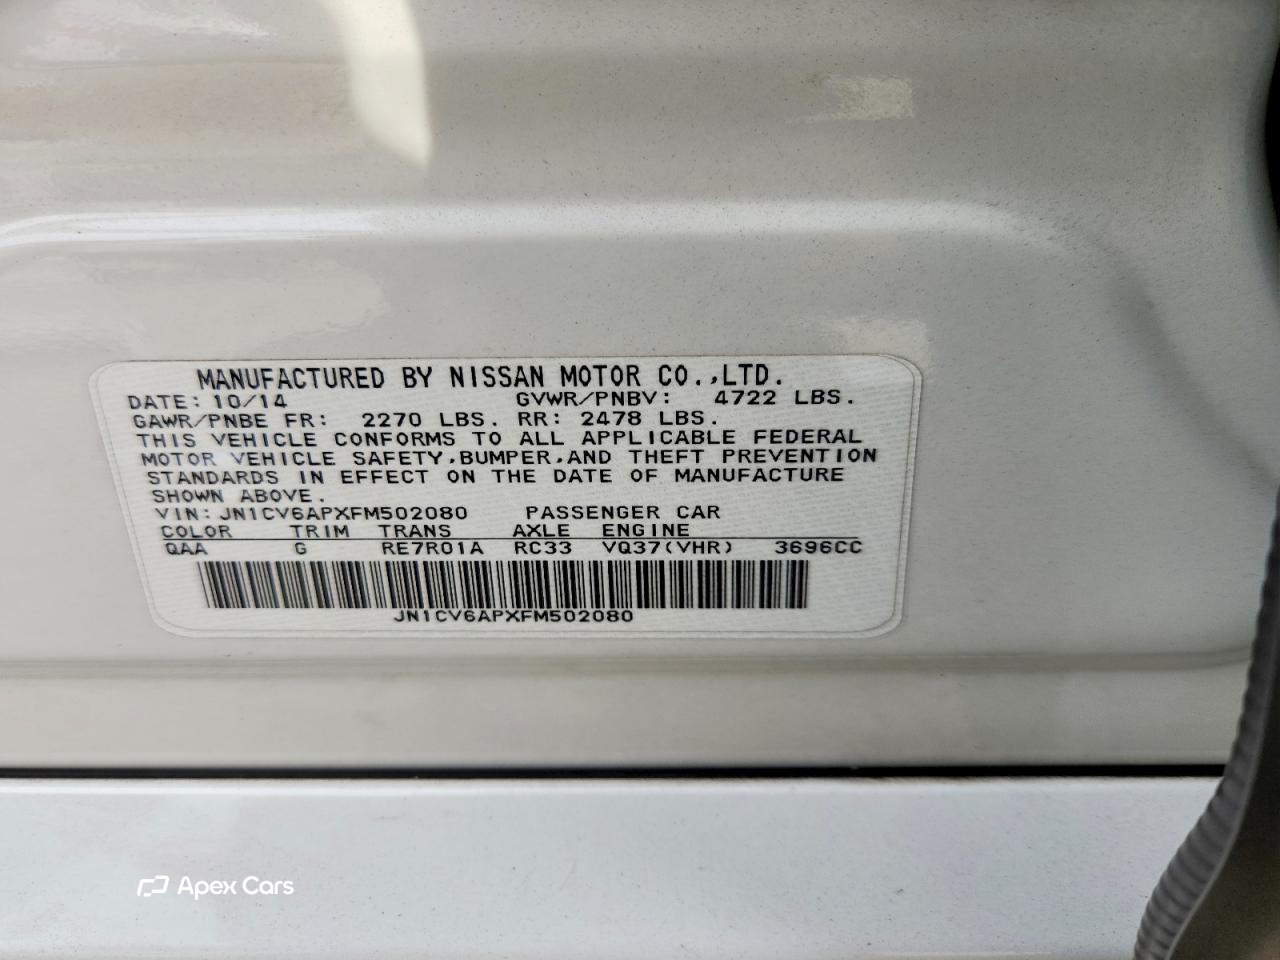 MANUFACTURED BY NISSAN MOTOR CO.,LTD.
DATE: 10/14 GVWR/PNBV: 4722 LBS.
GAWR/PNBE FR: 2270 LBS. RR: 2478 LBS.
THIS VEHICLE CONFORMS TO ALL APPLICABLE FEDERAL
MOTOR VEHICLE SAFETY,BUMPER,AND THEFT PREVENTION
STANDARDS IN EFFECT ON THE DATE OF MANUFACTURE
SHOWN ABOVE.
VIN: JN1CV6APXFM502080 PASSENGER CAR
COLOR TRIM TRANS AXLE ENGINE
QAA G RE7R01A RC33 VQ37(VHR) 3696CC
JN1CV6APXFM502080
Apex Cars